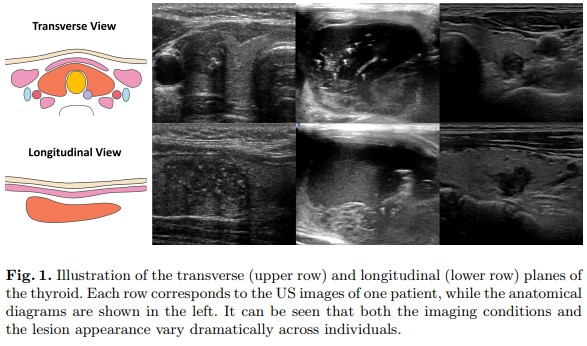 Transverse View
Longitudinal View
Fig. 1. Illustration of the transverse (upper row) and longitudinal (lower row) planes of
the thyroid. Each row corresponds to the US images of one patient, while the anatomical
diagrams are shown in the left. It can be seen that both the imaging conditions and
the lesion appearance vary dramatically across individuals.